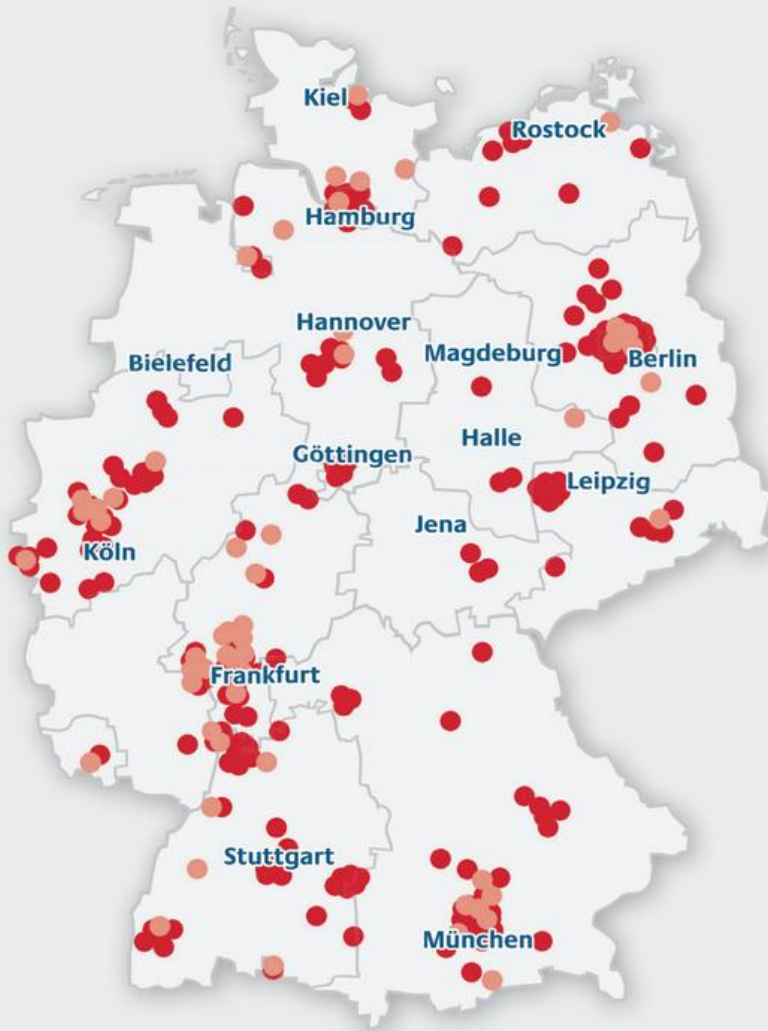 Kiel
Rostock
Hamburg
Hannover
Magdeburg
Bielefeld
Berlin
Halle
Göttingen
Leipzig
Jena
Köln
Frankfurt
Stuttgart
München